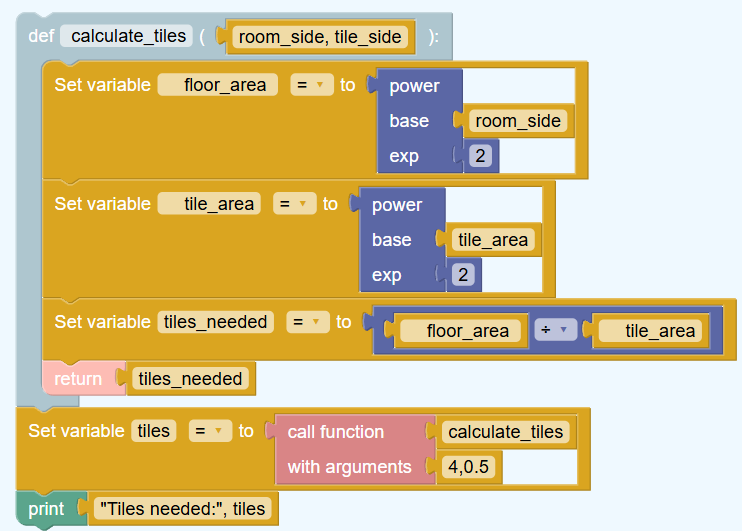 def calculate_tiles ( room_side, tile_side ):
Set variable floor_area = to power
base room_side
exp 2
Set variable tile_area = to power
base tile_area
exp 2
Set variable tiles_needed = to floor_area ÷ tile_area
return tiles_needed
Set variable tiles = to call function calculate_tiles
with arguments 4,0.5
print "Tiles needed:", tiles